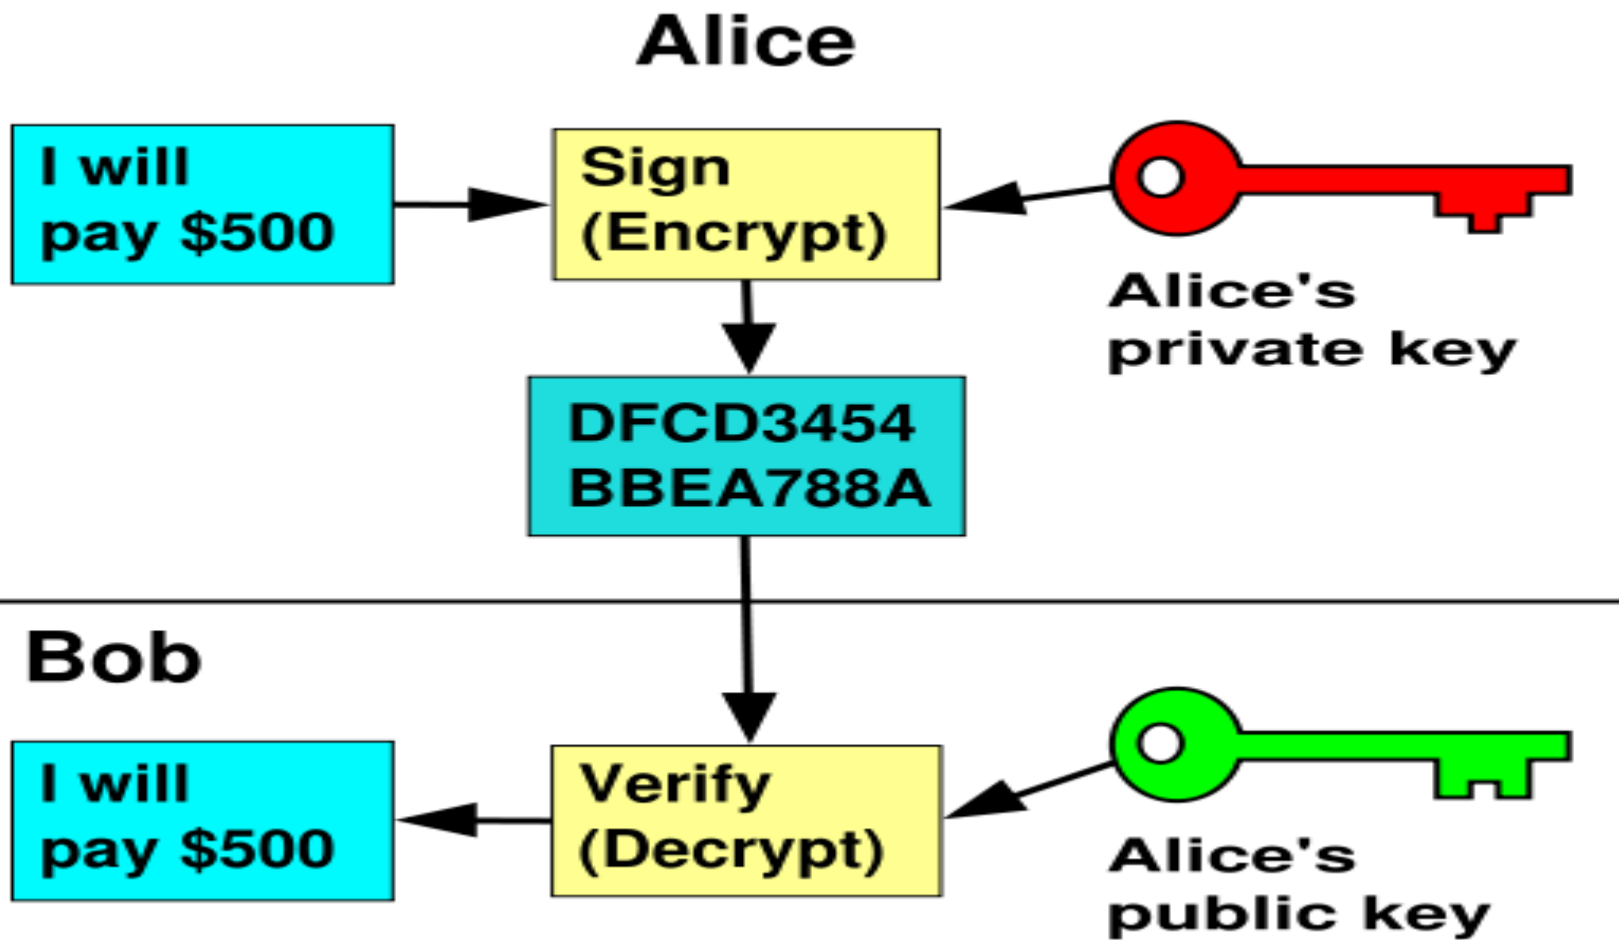 Alice
I will
pay $500
Sign
(Encrypt)
Alice's
private key
DFCD3454
BBEA788A
Bob
I will
pay $500
Verify
(Decrypt)
Alice's
public key